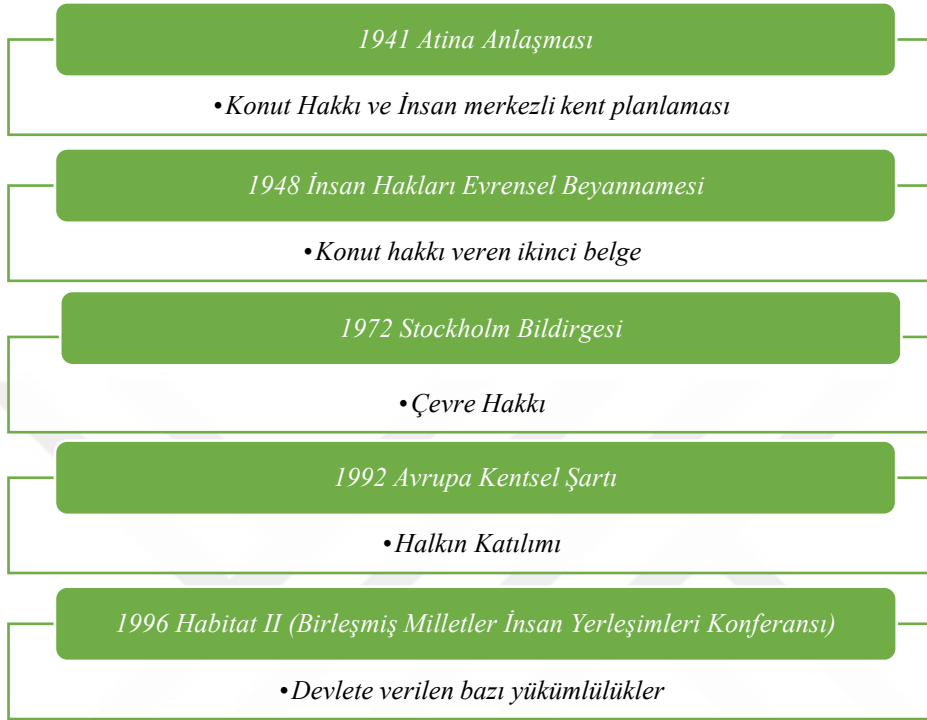 1941 Atina Anlaşması
•Konut Hakkı ve İnsan merkezli kent planlaması
1948 İnsan Hakları Evrensel Beyannamesi
•Konut hakkı veren ikinci belge
1972 Stockholm Bildirgesi
•Çevre Hakkı
1992 Avrupa Kentsel Şartı
•Halkın Katılımı
1996 Habitat II (Birleşmiş Milletler İnsan Yerleşimleri Konferansı)
•Devlete verilen bazı yükümlülükler